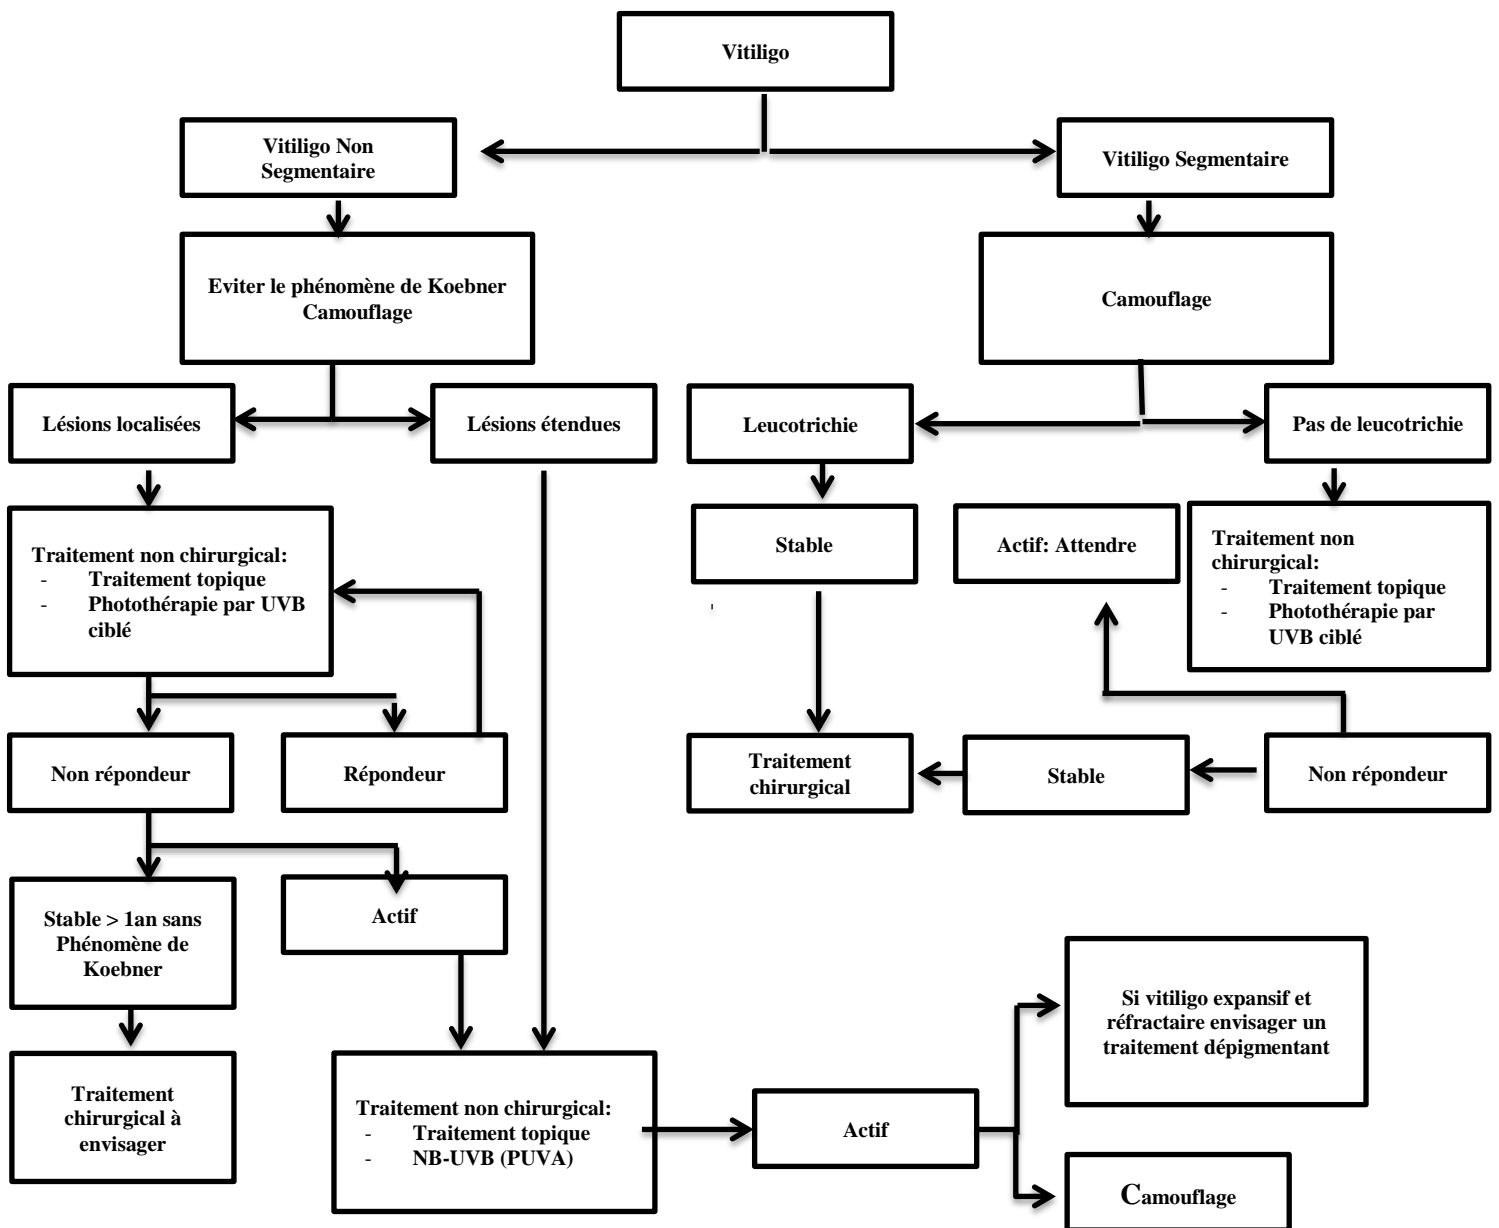 Vitiligo
Vitiligo Non
Segmentaire
Vitiligo Segmentaire
Eviter le phénomène de Koebner
Camouflage
Camouflage
Lésions localisées
Lésions étendues
Leucotrichie
Pas de leucotrichie
Traitement non chirurgical:
- Traitement topique
- Photothérapie par UVB
ciblé
Stable
Actif: Attendre
Traitement non
chirurgical:
- Traitement topique
- Photothérapie par
UVB ciblé
Non répondeur
Répondeur
Traitement
chirurgical
Stable
Non répondeur
Stable > 1an sans
Phénomène de
Koebner
Actif
Traitement
chirurgical à
envisager
Traitement non chirurgical:
- Traitement topique
- NB-UVB (PUVA)
Actif
Si vitiligo expansif et
réfractaire envisager un
traitement dépigmentant
Camouflage